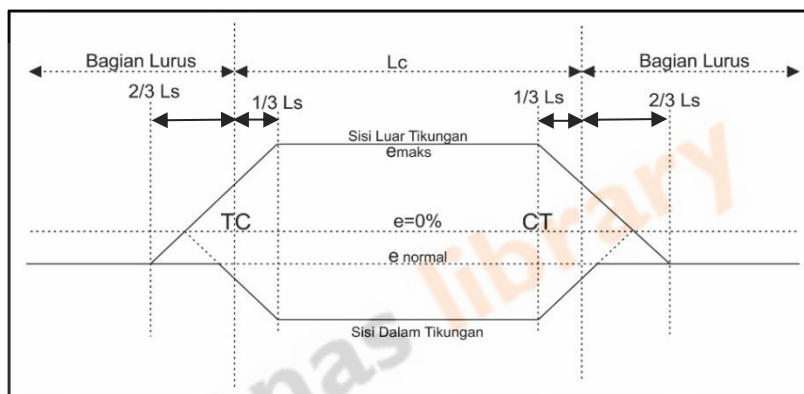 Bagian Lurus Lc Bagian Lurus
2/3 Ls 1/3 Ls 1/3 Ls 2/3 Ls
Sisi Luar Tikungan
emaks
TC e=0% CT
e normal
Sisi Dalam Tikungan
nas library